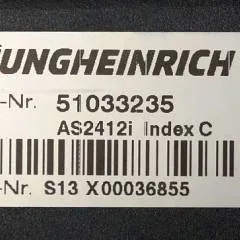 UNGHEINRICH
-Nr. 51033235
AS2412i Index C
-Nr. S13 X00036855